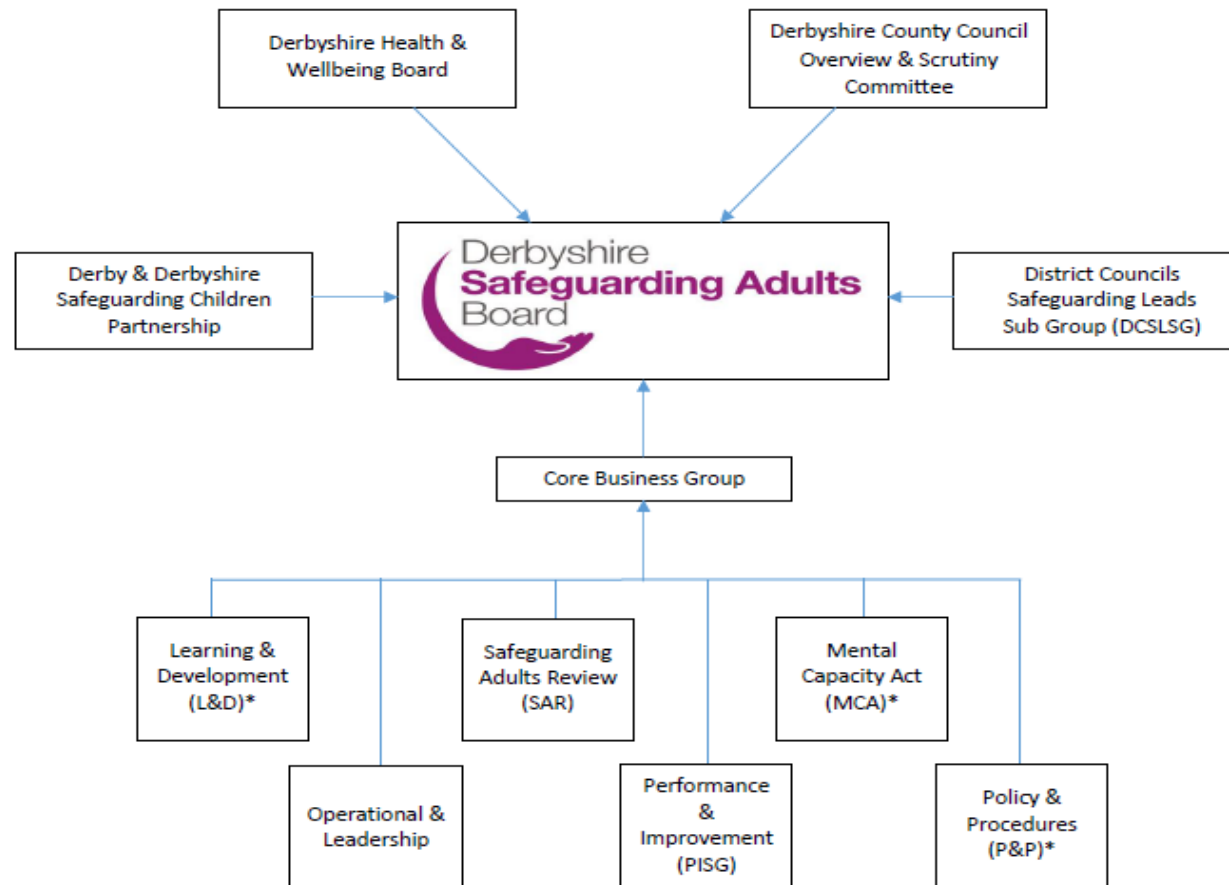 Derbyshire Health &
Wellbeing Board
Derbyshire County Council
Overview & Scrutiny
Committee
Derby & Derbyshire
Safeguarding Children
Partnership
Derbyshire
Safeguarding Adults
Board
District Councils
Safeguarding Leads
Sub Group (DCSLSG)
Core Business Group
Learning &
Development
(L&D)*
Safeguarding
Adults Review
(SAR)
Mental
Capacity Act
(MCA)*
Operational &
Leadership
Performance
&
Improvement
(PISG)
Policy &
Procedures
(P&P)*